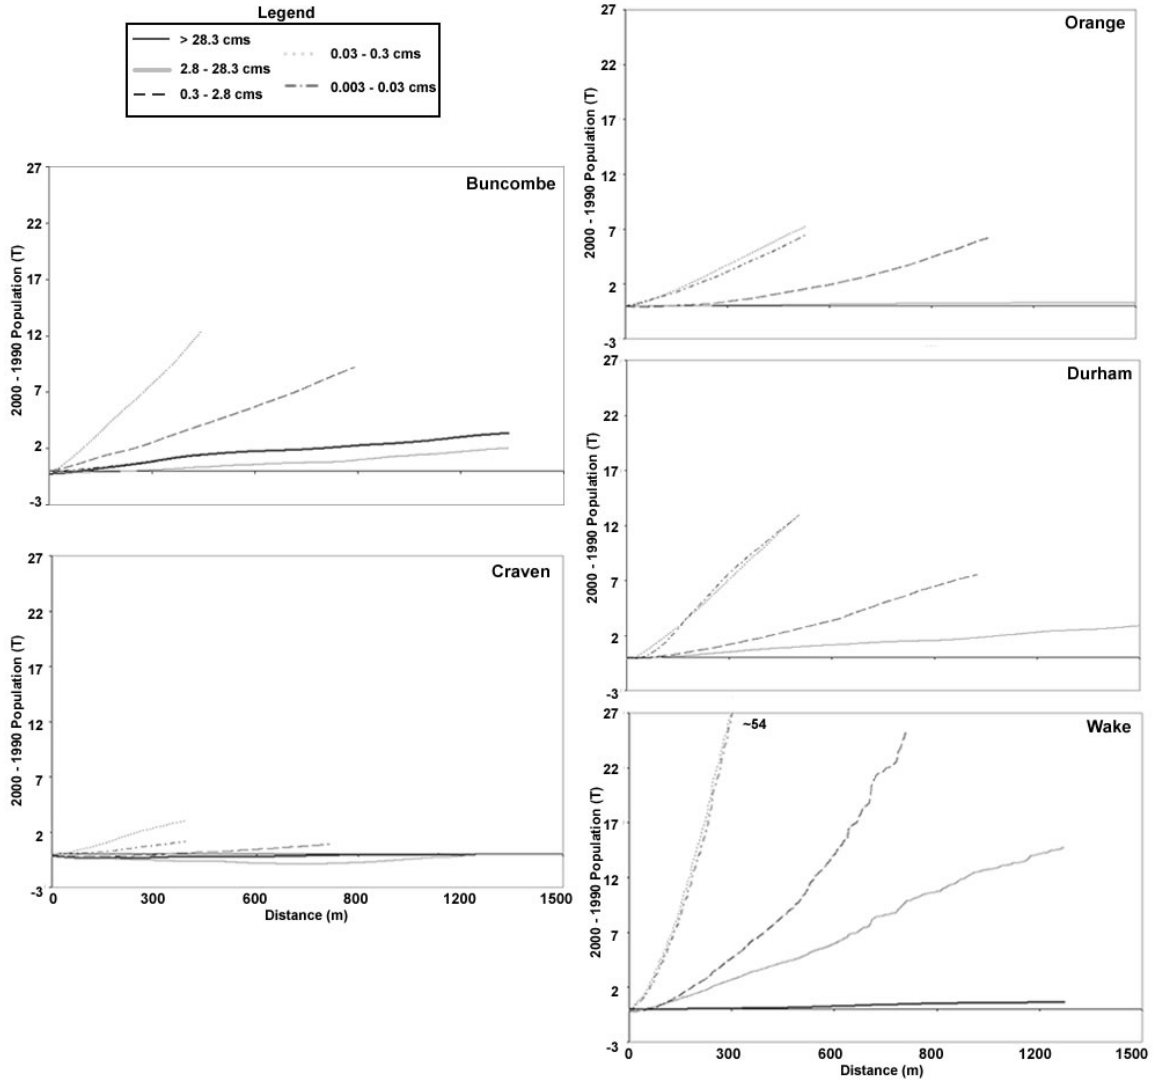 Legend
> 28.3 cms
2.8 - 28.3 cms
0.3 - 2.8 cms
0.03 - 0.3 cms
0.003 - 0.03 cms
Buncombe
2000 - 1990 Population (T)
27
22
17
12
7
2
-3
Craven
2000 - 1990 Population (T)
27
22
17
12
7
2
-3
0 300 600 800 1200 1500
Distance (m)
Orange
2000 - 1990 Population (T)
27
22
17
12
7
2
-3
Durham
2000 - 1990 Population (T)
27
22
17
12
7
2
-3
Wake
~54
2000 - 1990 Population (T)
27
22
17
12
7
2
-3
0 300 600 800 1200 1500
Distance (m)